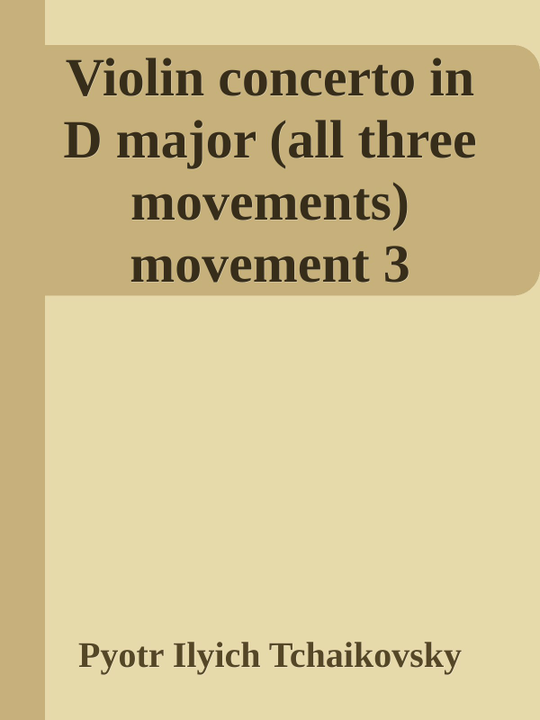 Violin concerto in
D major (all three
movements)
movement 3
Pyotr Ilyich Tchaikovsky